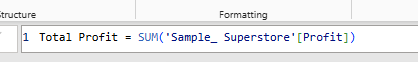 Structure Formatting
1 Total Profit = SUM('Sample_ Superstore'[Profit])